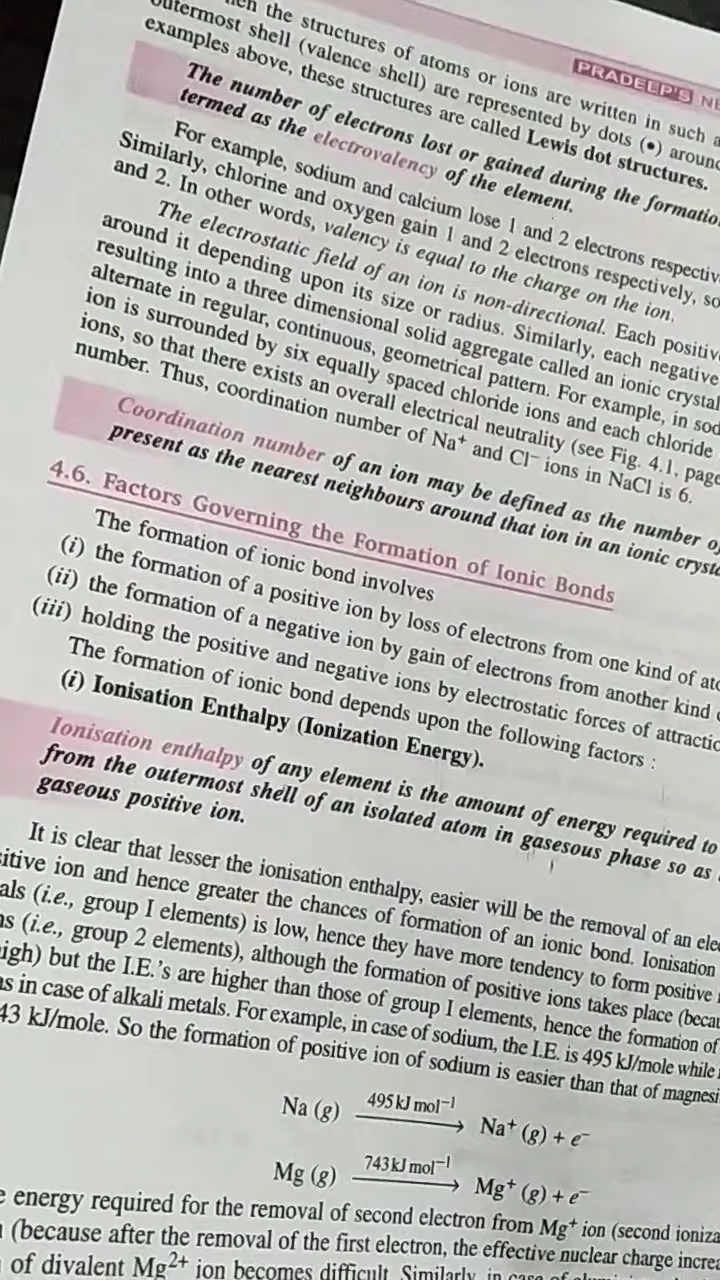 PRADEEP'S NE
the structures of atoms or ions are written in such a
outermost shell (valence shell) are represented by dots (•) around
examples above, these structures are called Lewis dot structures.
The number of electrons lost or gained during the formatio
termed as the electrovalency of the element.
For example, sodium and calcium lose 1 and 2 electrons respectiv
Similarly, chlorine and oxygen gain 1 and 2 electrons respectively, so
and 2. In other words, valency is equal to the charge on the ion.
The electrostatic field of an ion is non-directional. Each positiv
around it depending upon its size or radius. Similarly, each negative
resulting into a three dimensional solid aggregate called an ionic crystal
alternate in regular, continuous, geometrical pattern. For example, in sod
ion is surrounded by six equally spaced chloride ions and each chloride
ions, so that there exists an overall electrical neutrality (see Fig. 4.1, page
number. Thus, coordination number of Na⁺ and Cl⁻ ions in NaCl is 6.
Coordination number of an ion may be defined as the number of
present as the nearest neighbours around that ion in an ionic crysta
4.6. Factors Governing the Formation of Ionic Bonds
The formation of ionic bond involves
(i) the formation of a positive ion by loss of electrons from one kind of ato
(ii) the formation of a negative ion by gain of electrons from another kind
(iii) holding the positive and negative ions by electrostatic forces of attractio
The formation of ionic bond depends upon the following factors :
(i) Ionisation Enthalpy (Ionization Energy).
Ionisation enthalpy of any element is the amount of energy required to
from the outermost shell of an isolated atom in gasesous phase so as
gaseous positive ion.
It is clear that lesser the ionisation enthalpy, easier will be the removal of an elec
sitive ion and hence greater the chances of formation of an ionic bond. Ionisation
als (i.e., group I elements) is low, hence they have more tendency to form positive
ns (i.e., group 2 elements), although the formation of positive ions takes place (becau
igh) but the I.E.'s are higher than those of group I elements, hence the formation of
as in case of alkali metals. For example, in case of sodium, the I.E. is 495 kJ/mole while
43 kJ/mole. So the formation of positive ion of sodium is easier than that of magnesi
Na (g) 495 kJ mol⁻¹ → Na⁺ (g) + e⁻
Mg (g) 743 kJ mol⁻¹ → Mg⁺ (g) + e⁻
e energy required for the removal of second electron from Mg⁺ ion (second ioniza
(because after the removal of the first electron, the effective nuclear charge increa
of divalent Mg²⁺ ion becomes difficult. Similarly, in case of